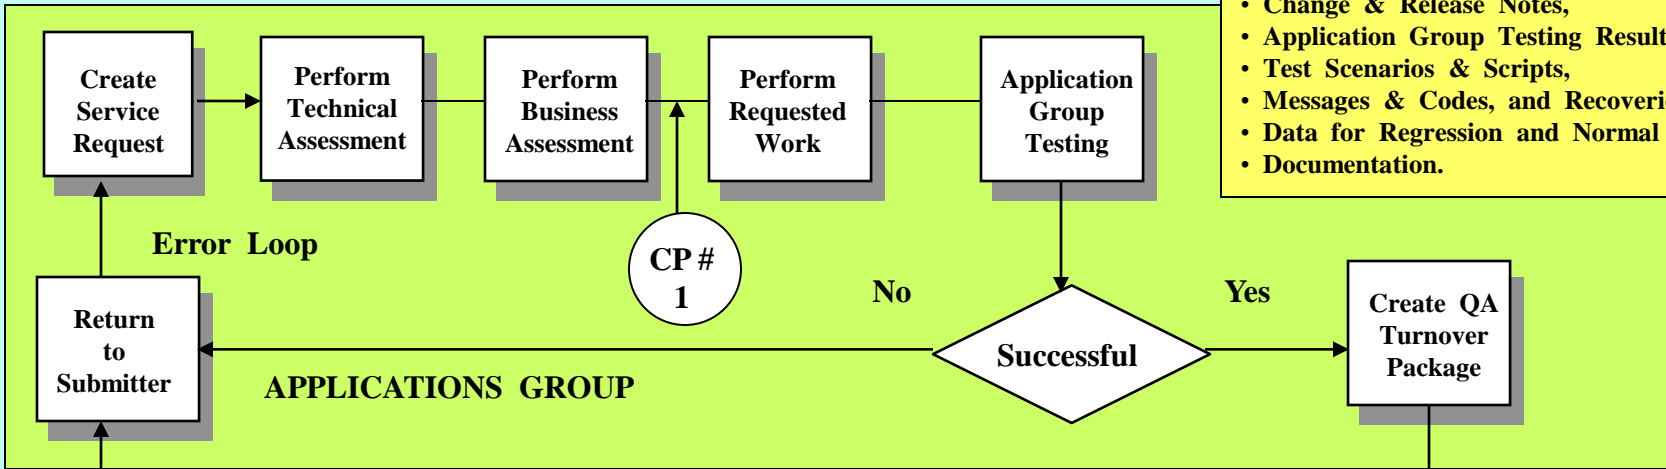 Create
Service
Request
Perform
Technical
Assessment
Perform
Business
Assessment
Perform
Requested
Work
Application
Group
Testing
• Change & Release Notes,
• Application Group Testing Result
• Test Scenarios & Scripts,
• Messages & Codes, and Recoverie
• Data for Regression and Normal
• Documentation.
Error Loop
CP #
1
No
Yes
Return
to
Submitter
Successful
Create QA
Turnover
Package
APPLICATIONS GROUP